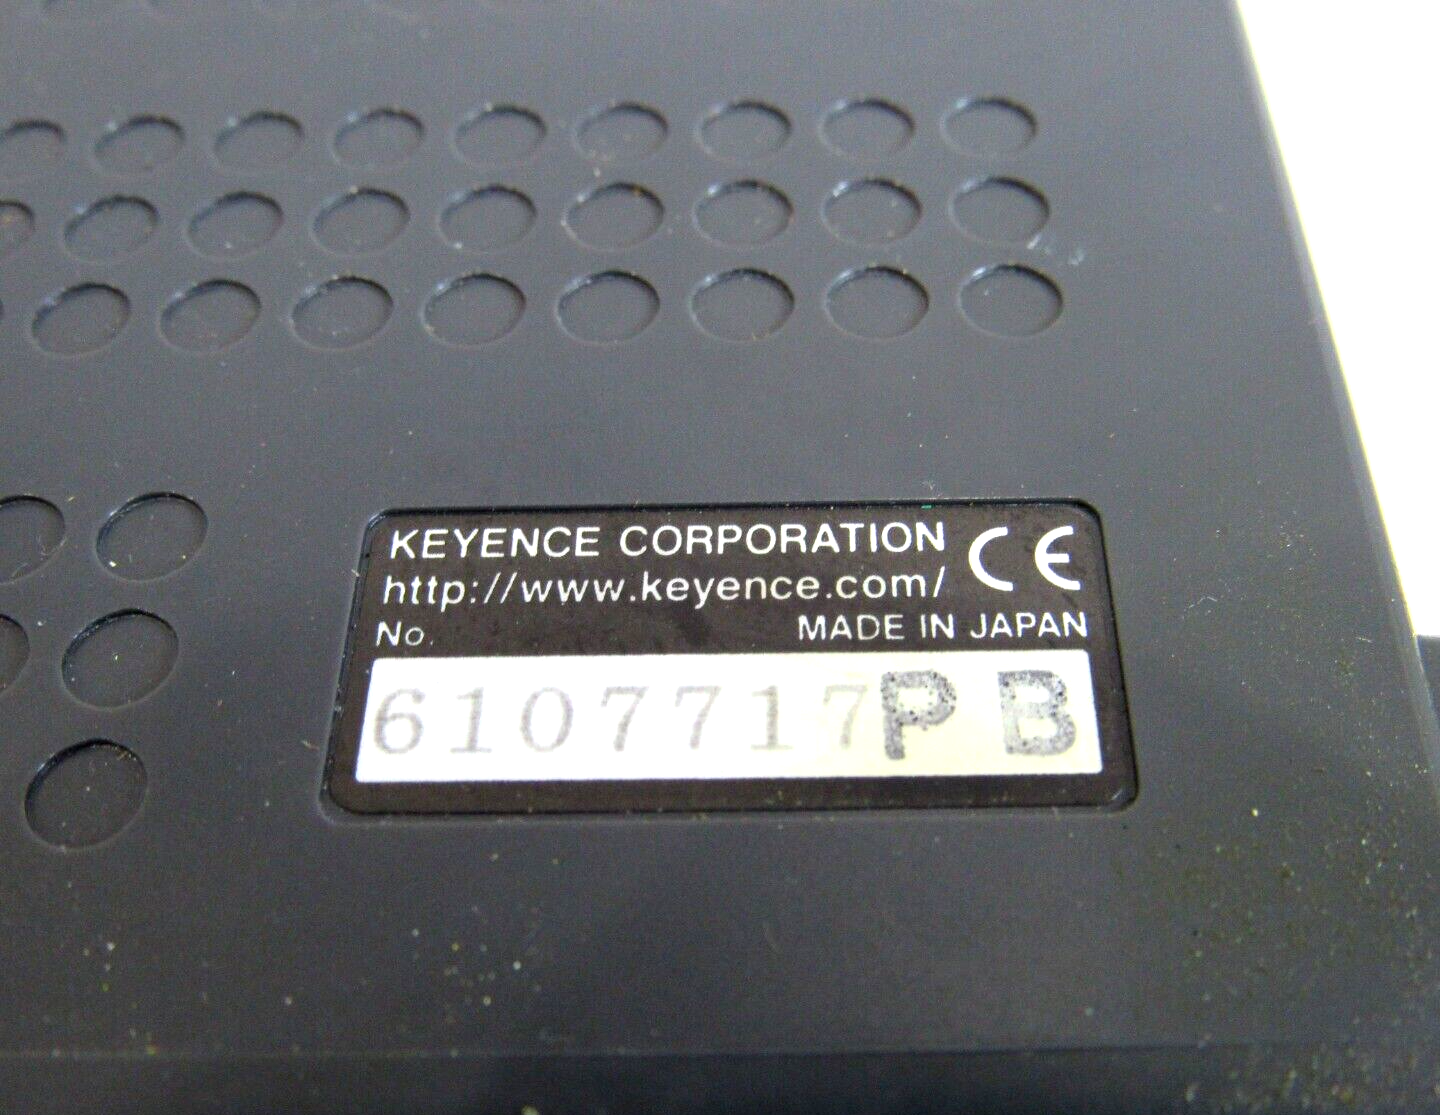 KEYENCE CORPORATION CE
http://www.keyence.com/
No. MADE IN JAPAN
6107717PB